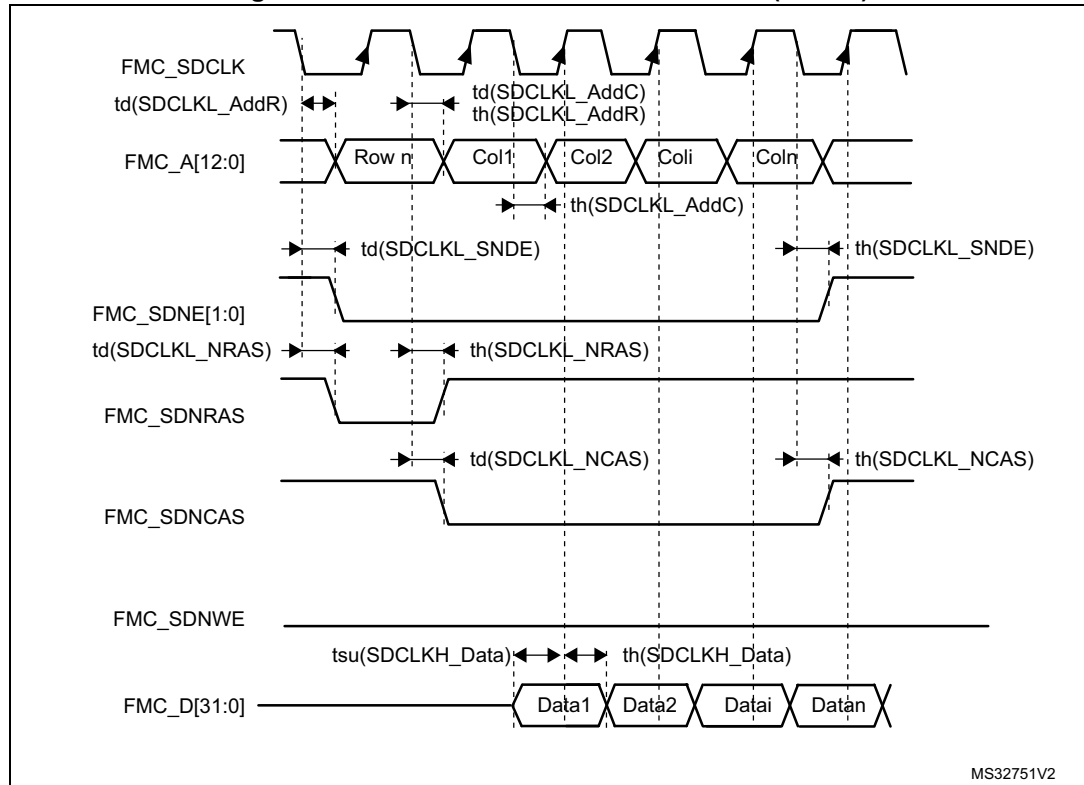 FMC_SDCLK
td(SDCLKL_AddR)
td(SDCLKL_AddC)
th(SDCLKL_AddR)
FMC_A[12:0]
Row n
Col1
Col2
Coli
Coln
th(SDCLKL_AddC)
td(SDCLKL_SNDE)
th(SDCLKL_SNDE)
FMC_SDNE[1:0]
td(SDCLKL_NRAS)
th(SDCLKL_NRAS)
FMC_SDNRAS
td(SDCLKL_NCAS)
th(SDCLKL_NCAS)
FMC_SDNCAS
FMC_SDNWE
tsu(SDCLKH_Data)
th(SDCLKH_Data)
FMC_D[31:0]
Data1
Data2
Datai
Datan
MS32751V2